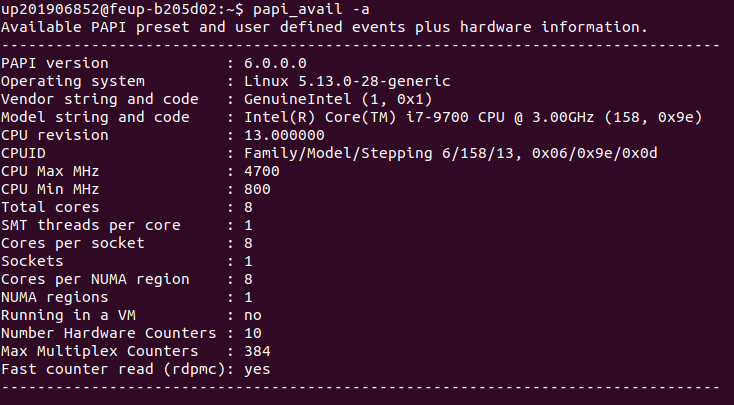 up201906852@feup-b205d02:~$ papi_avail -a
Available PAPI preset and user defined events plus hardware information.
--------------------------------------------------------------------------------
PAPI version             : 6.0.0.0
Operating system         : Linux 5.13.0-28-generic
Vendor string and code   : GenuineIntel (1, 0x1)
Model string and code    : Intel(R) Core(TM) i7-9700 CPU @ 3.00GHz (158, 0x9e)
CPU revision             : 13.000000
CPUID                    : Family/Model/Stepping 6/158/13, 0x06/0x9e/0x0d
CPU Max MHz              : 4700
CPU Min MHz              : 800
Total cores              : 8
SMT threads per core     : 1
Cores per socket         : 8
Sockets                  : 1
Cores per NUMA region    : 8
NUMA regions             : 1
Running in a VM          : no
Number Hardware Counters : 10
Max Multiplex Counters   : 384
Fast counter read (rdpmc): yes
--------------------------------------------------------------------------------